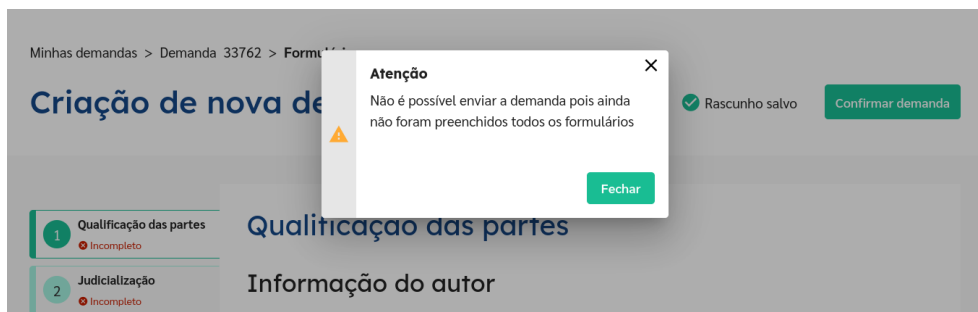 Minhas demandas > Demanda 33762 >
Atenção
Não é possível enviar a demanda pois ainda
não foram preenchidos todos os formulários
Fechar
Criação de nova
Rascunho salvo
Confirmar demanda
1
Qualificação das partes
Incompleto
2
Judicialização
Incompleto
Qualificação das partes
Informação do autor